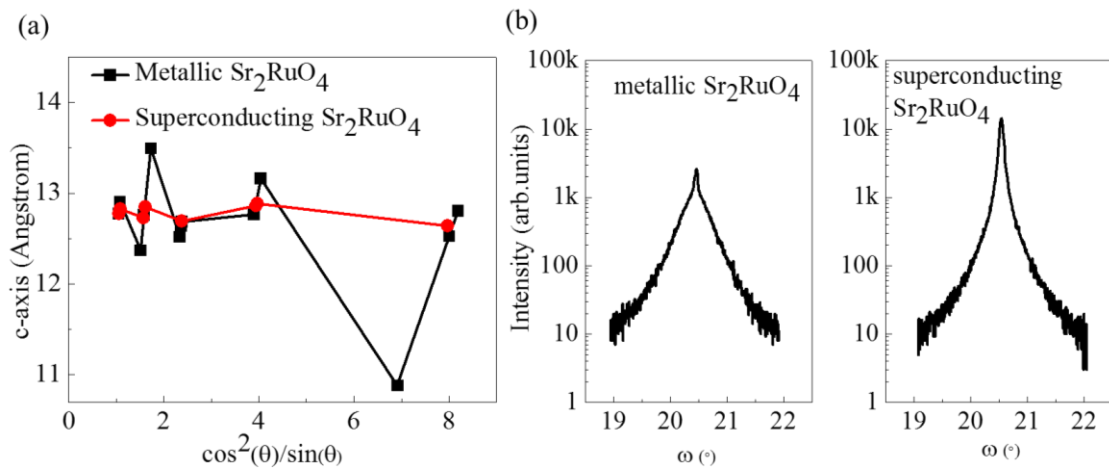 (a)
Metallic Sr2RuO4
Superconducting Sr2RuO4
c-axis (Angstrom)
14
13
12
11
0 2 4 6 8
cos2(θ)/sin(θ)
(b)
100k
10k
1k
100
10
1
Intensity (arb.units)
metallic Sr2RuO4
19 20 21 22
ω (°)
100k
10k
1k
100
10
1
superconducting
Sr2RuO4
19 20 21 22
ω (°)